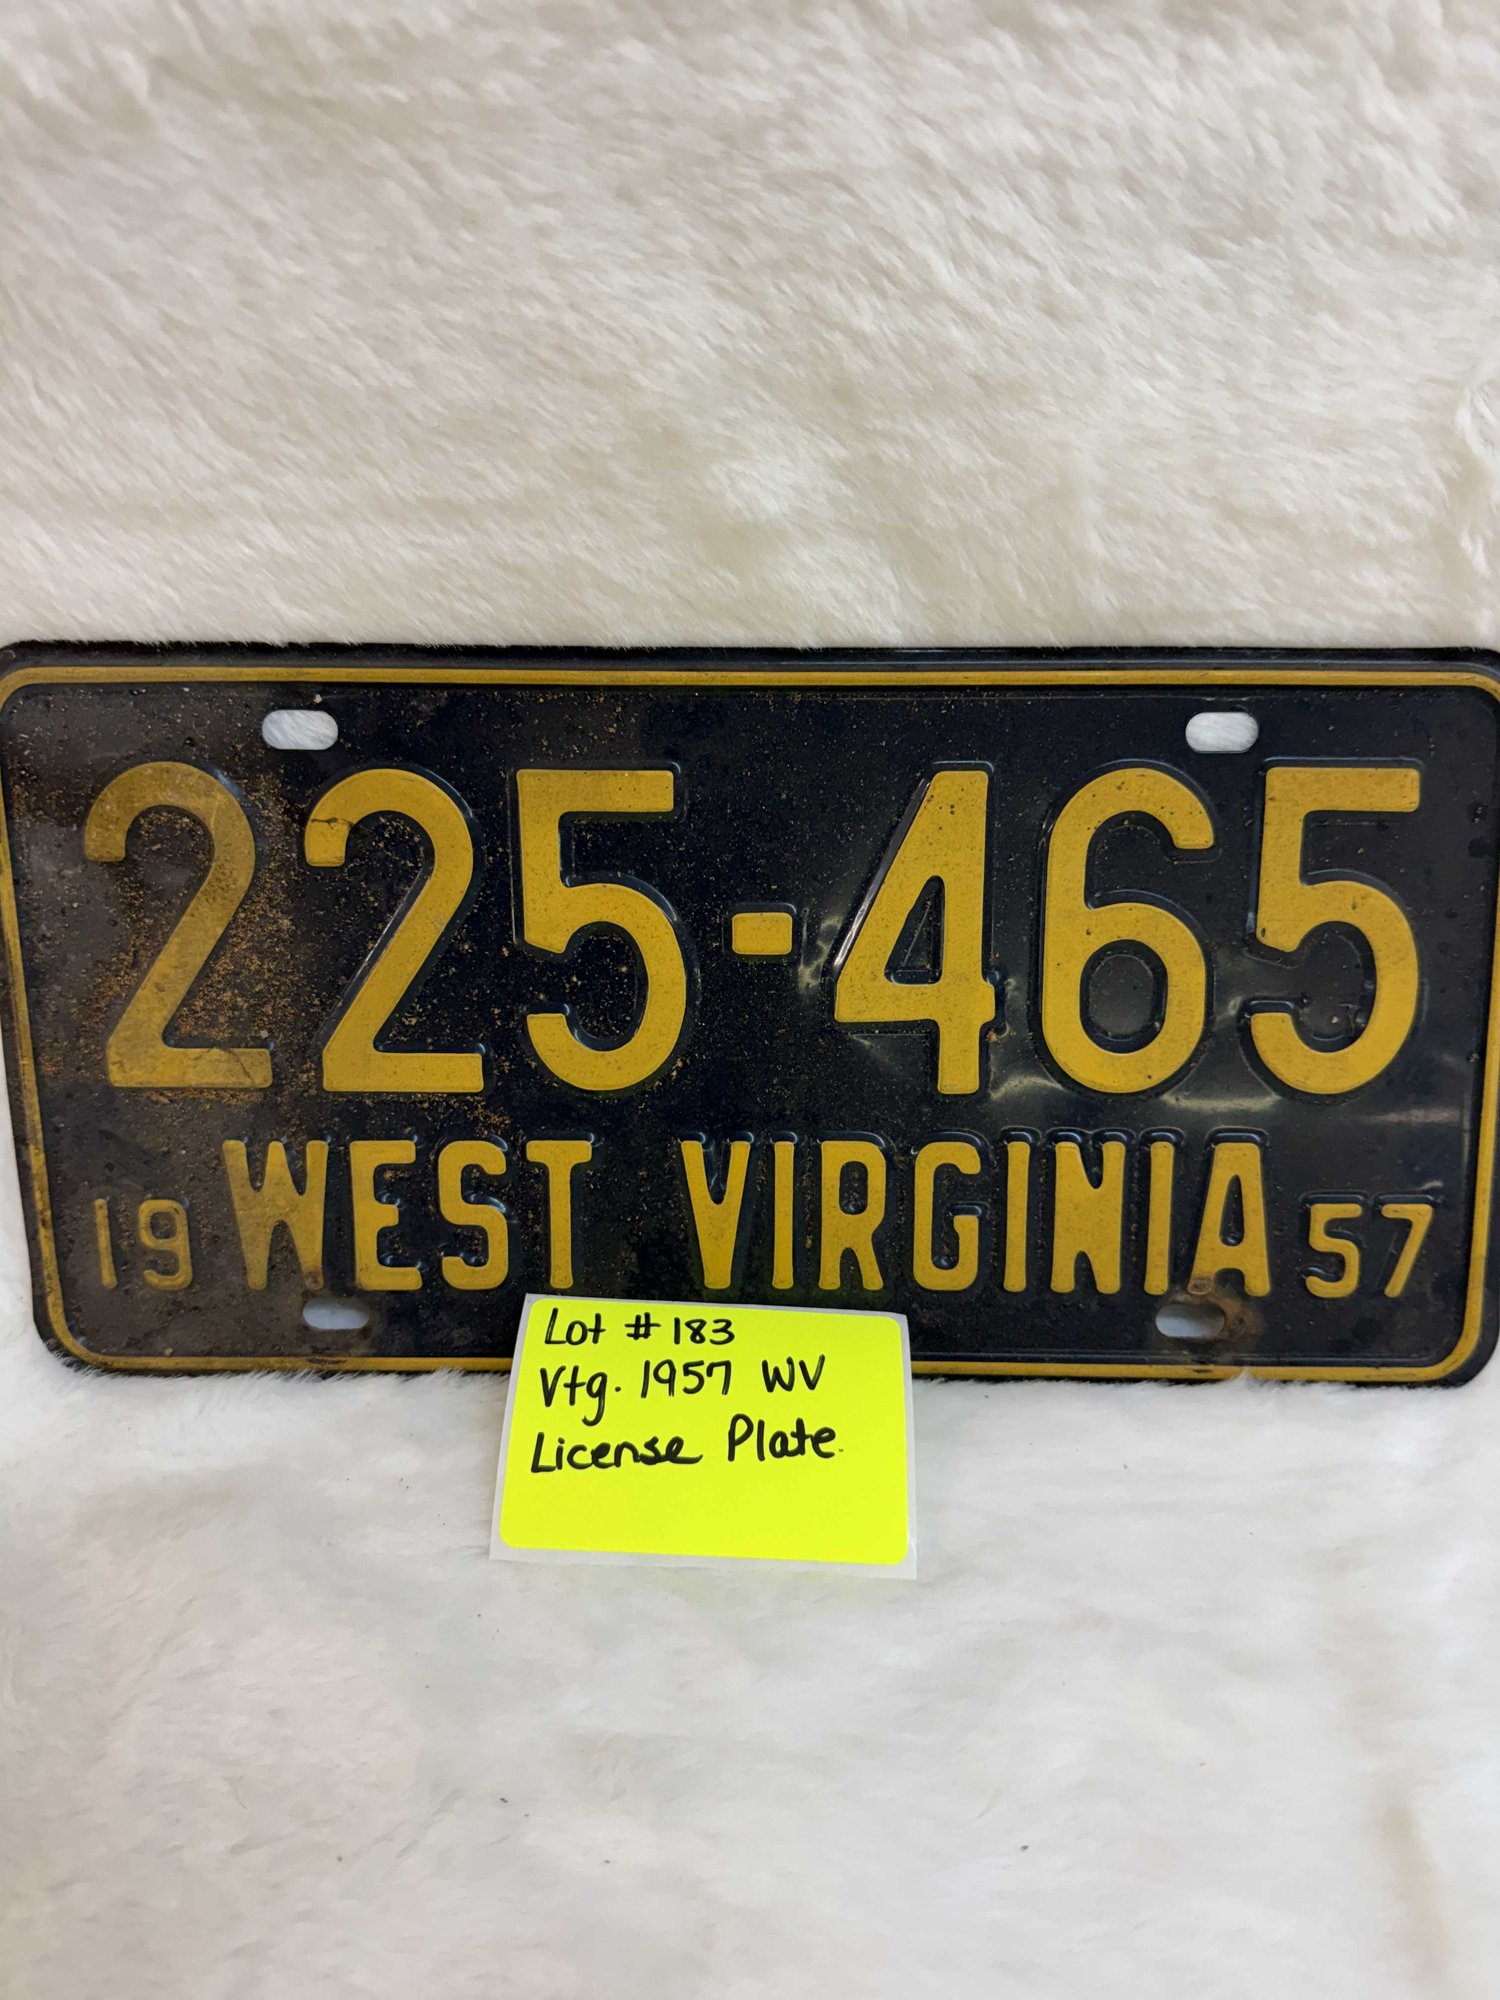 225-465
19 WEST VIRGINIA 57
Lot # 183
Vtg. 1957 WV
License Plate.